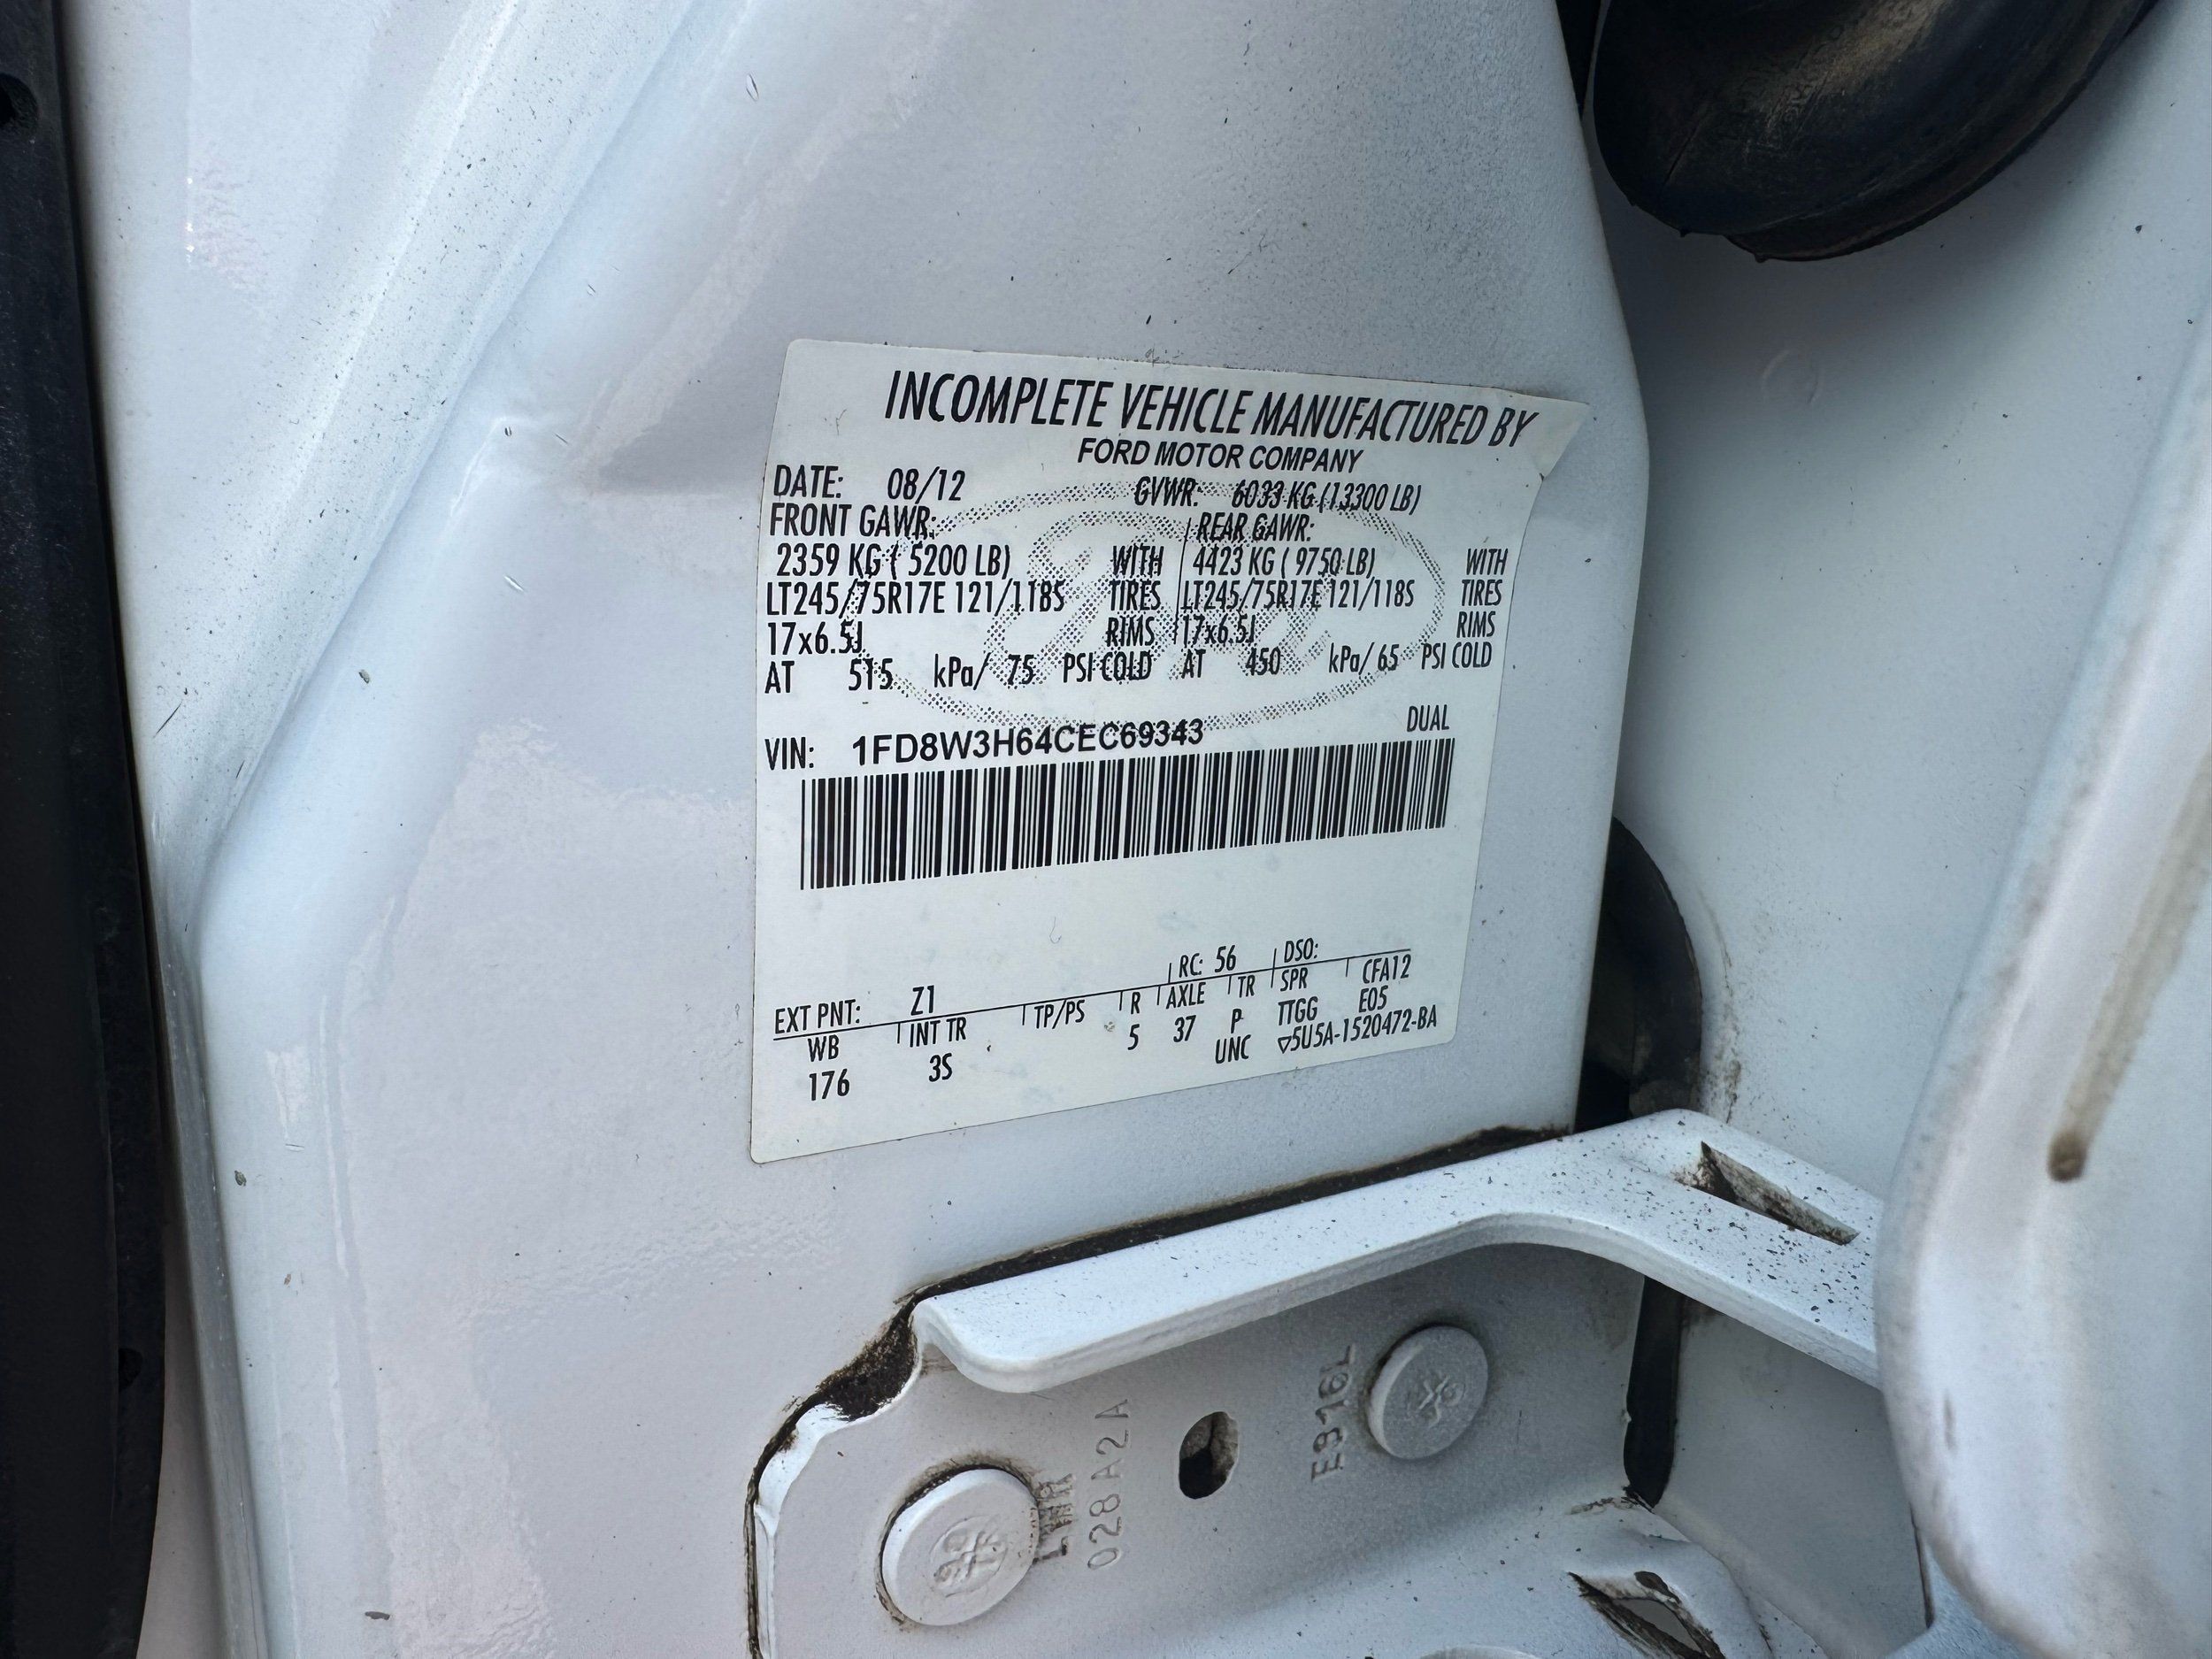 INCOMPLETE VEHICLE MANUFACTURED BY
FORD MOTOR COMPANY
DATE: 08/12 GVWR: 6033 KG (13300 LB)
FRONT GAWR: REAR GAWR:
2359 KG ( 5200 LB) WITH 4423 KG ( 9750 LB) WITH
LT245/75R17E 121/118S TIRES LT245/75R17E 121/118S TIRES
17x6.5J RIMS 17x6.5J RIMS
AT 515 kPa/ 75 PSI COLD AT 450 kPa/ 65 PSI COLD
VIN: 1FD8W3H64CEC69343 DUAL
EXT PNT: Z1 RC: 56 DSO:
WB INT TR TP/PS R AXLE TR SPR CFA12
176 3S 5 37 P TTGG E05
UNC ▽5U5A-1520472-BA
LWR
028A2A
E916L